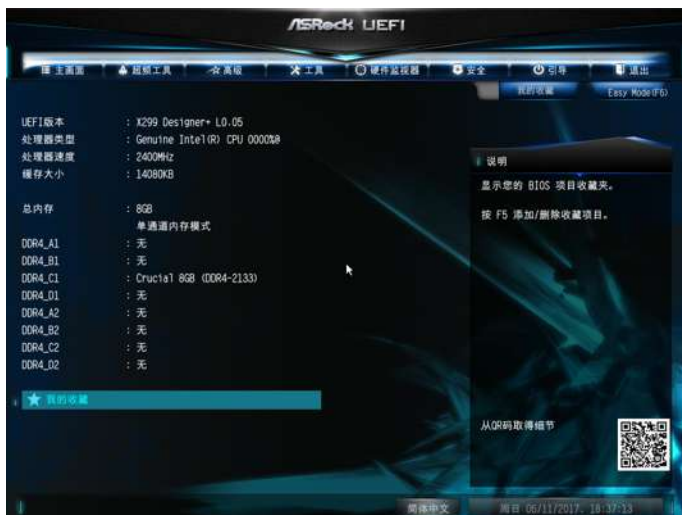 ASRock UEFI
主画面 超频工具 高级 工具 硬件监视器 安全 引导 退出
我的收藏 Easy Mode(F6)
UEFI版本 : X299 Designer+ L0.05
处理器类型 : Genuine Intel(R) CPU 0000%@
处理器速度 : 2400MHz
缓存大小 : 14080KB
总内存 : 8GB
单通道内存模式
DDR4_A1 : 无
DDR4_B1 : 无
DDR4_C1 : Crucial 8GB (DDR4-2133)
DDR4_D1 : 无
DDR4_A2 : 无
DDR4_B2 : 无
DDR4_C2 : 无
DDR4_D2 : 无
我的收藏
说明
显示您的 BIOS 项目收藏夹。
按 F5 添加/删除收藏项目。
从QR码取得细节
简体中文
周日 06/11/2017. 18:37:13